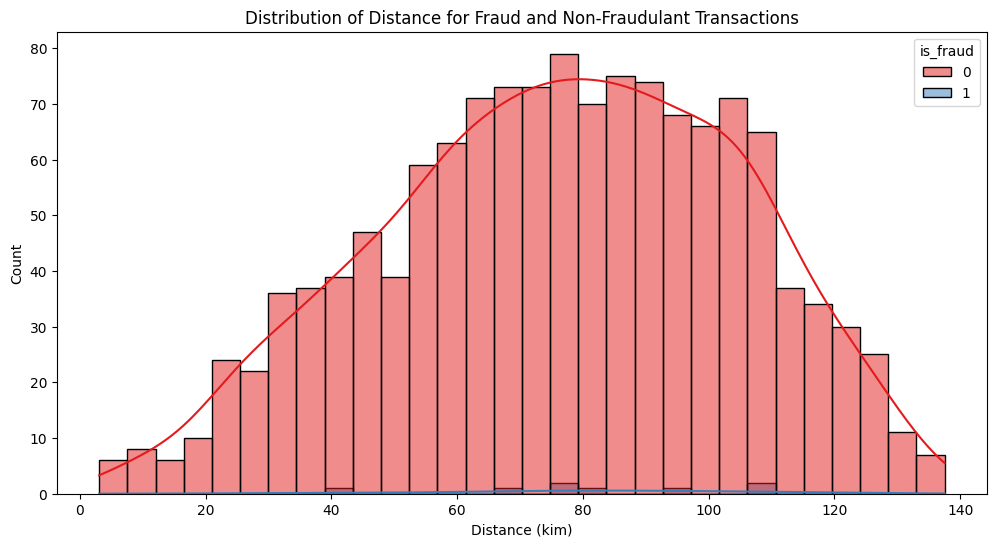 Distribution of Distance for Fraud and Non-Fraudulant Transactions
is_fraud
0
1
Count
80
70
60
50
40
30
20
10
0
0 20 40 60 80 100 120 140
Distance (km)